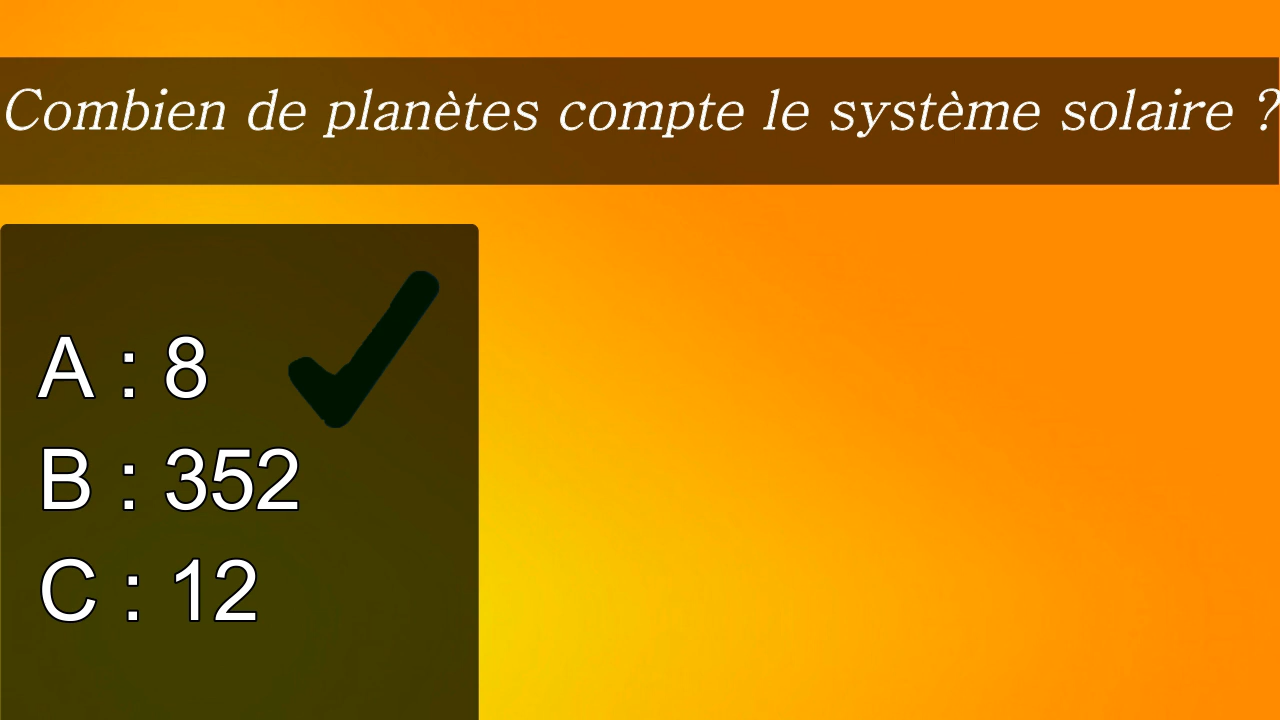 Combien de planètes compte le système solaire ?
A : 8
B : 352
C : 12